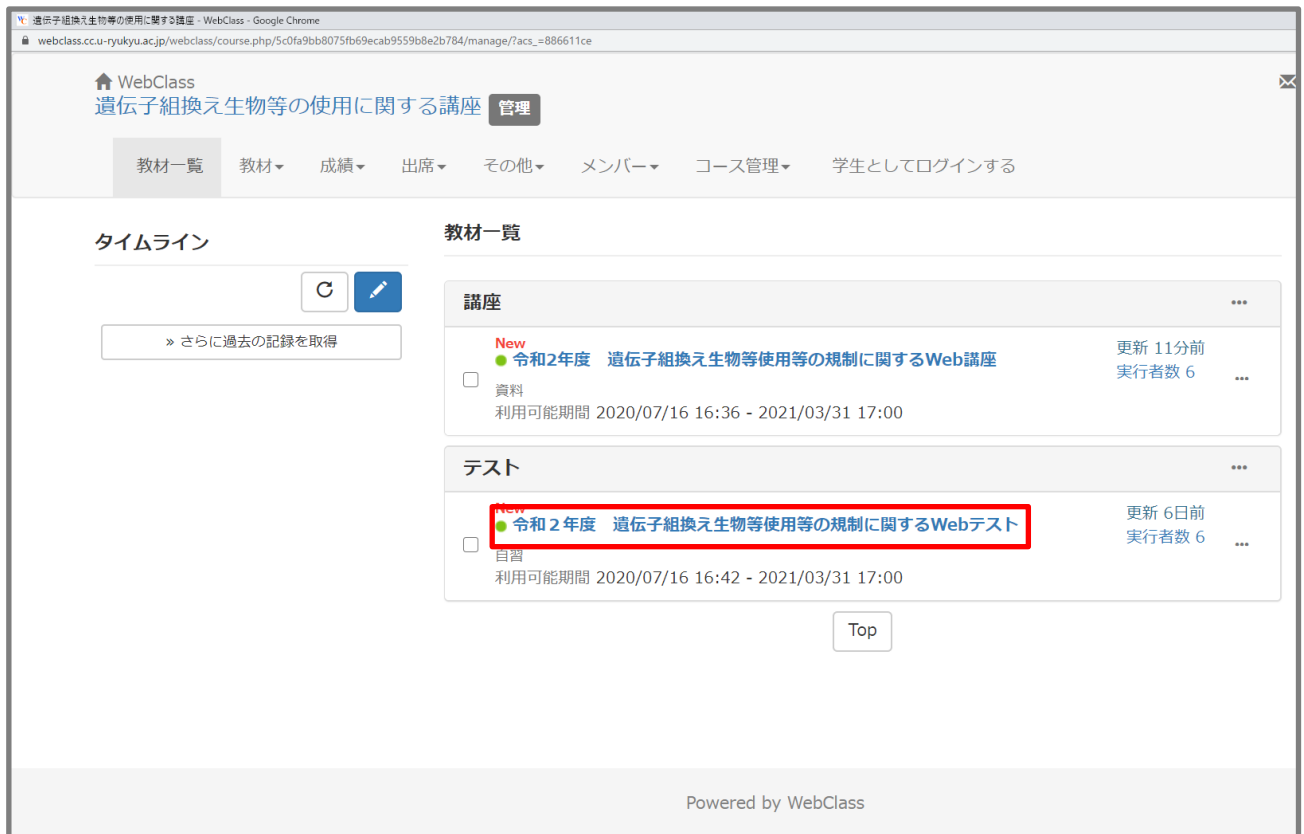 遺伝子組換え生物等の使用に関する講座 - WebClass - Google Chrome
webclass.cc.u-ryukyu.ac.jp/webclass/course.php/5c0fa9bb8075fb69ecab9559b8e2b784/manage/?acs_=886611ce
WebClass
遺伝子組換え生物等の使用に関する講座 管理
教材一覧 教材 成績 出席 その他 メンバー コース管理 学生としてログインする
タイムライン
» さらに過去の記録を取得
教材一覧
講座
New
令和2年度 遺伝子組換え生物等使用等の規制に関するWeb講座
資料
利用可能期間 2020/07/16 16:36 - 2021/03/31 17:00
更新 11分前
実行者数 6
テスト
New
令和２年度 遺伝子組換え生物等使用等の規制に関するWebテスト
自習
利用可能期間 2020/07/16 16:42 - 2021/03/31 17:00
更新 6日前
実行者数 6
Top
Powered by WebClass